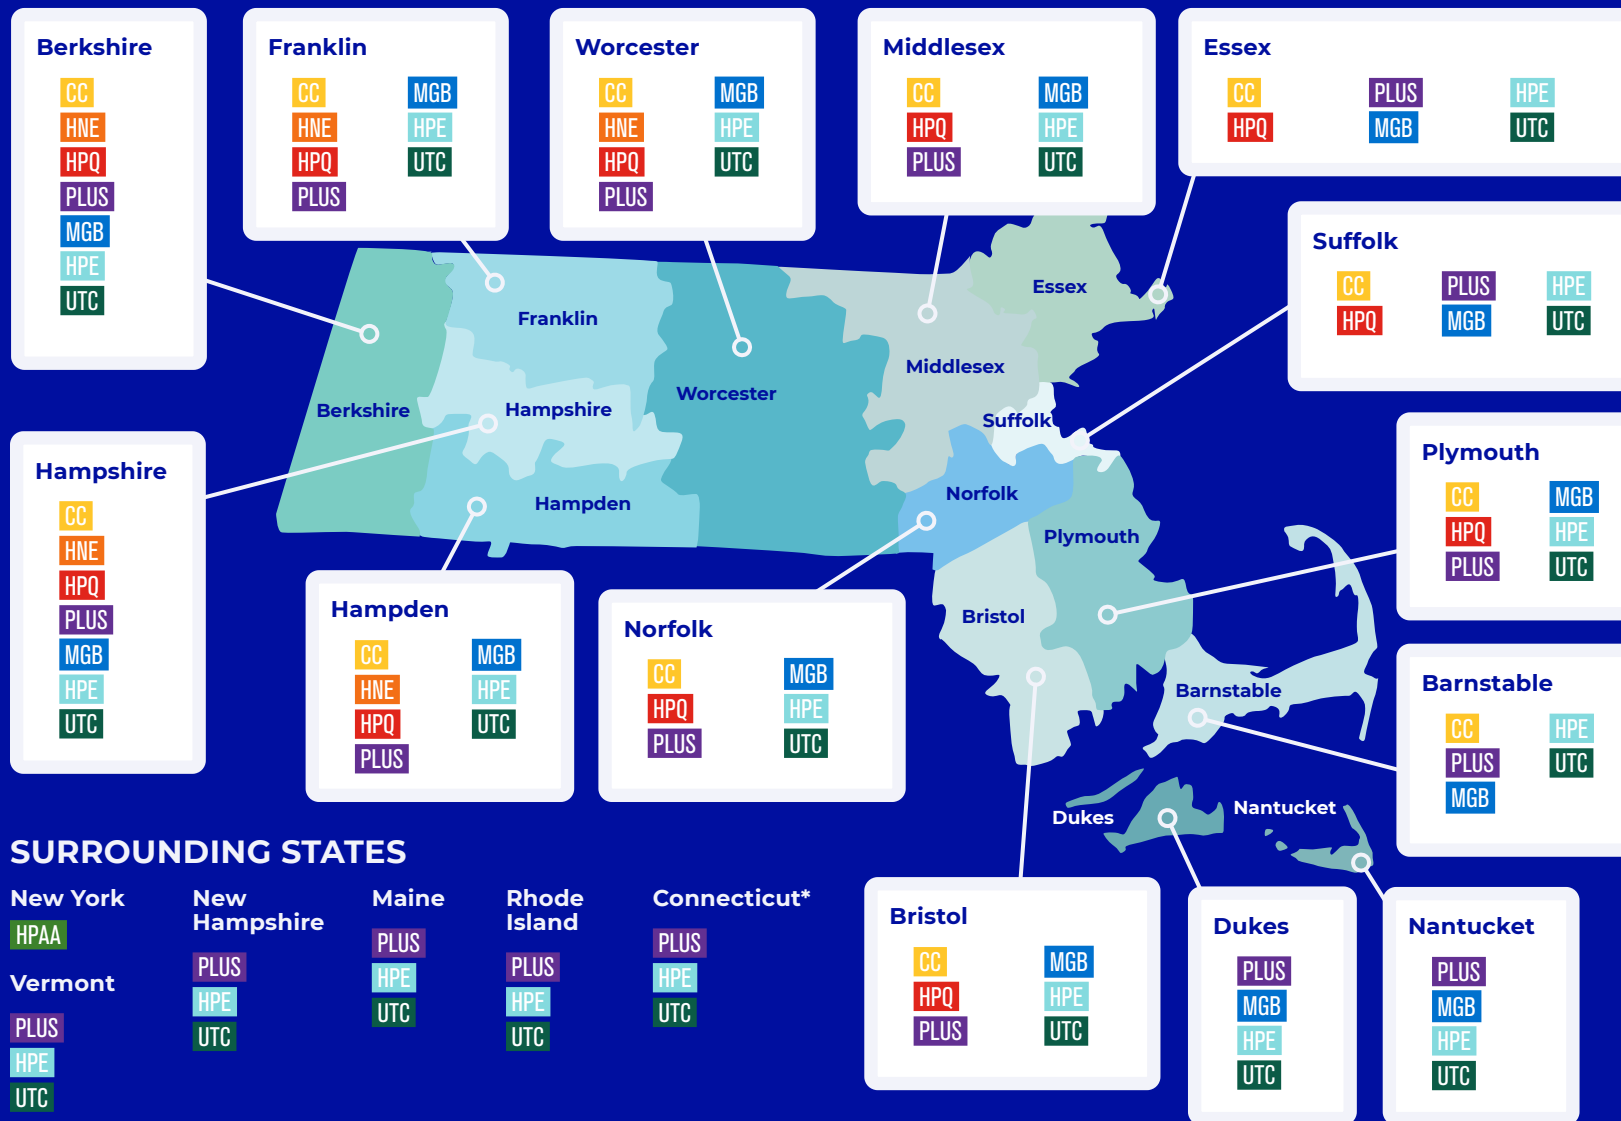 Berkshire
CC
HNE
HPQ
PLUS
MGB
HPE
UTC
Franklin
CC MGB
HNE HPE
HPQ UTC
PLUS
Worcester
CC MGB
HNE HPE
HPQ UTC
PLUS
Middlesex
CC MGB
HPQ HPE
PLUS UTC
Essex
CC PLUS HPE
HPQ MGB UTC
Suffolk
CC PLUS HPE
HPQ MGB UTC
Essex
Franklin
Middlesex
Worcester
Berkshire
Hampshire
Suffolk
Norfolk
Hampden
Plymouth
Bristol
Barnstable
Dukes
Nantucket
Hampshire
CC
HNE
HPQ
PLUS
MGB
HPE
UTC
Hampden
CC MGB
HNE HPE
HPQ UTC
PLUS
Norfolk
CC MGB
HPQ HPE
PLUS UTC
Plymouth
CC MGB
HPQ HPE
PLUS UTC
Barnstable
CC HPE
PLUS UTC
MGB
Bristol
CC MGB
HPQ HPE
PLUS UTC
Dukes
PLUS
MGB
HPE
UTC
Nantucket
PLUS
MGB
HPE
UTC
SURROUNDING STATES
New York
HPAA
Vermont
PLUS
HPE
UTC
New
Hampshire
PLUS
HPE
UTC
Maine
PLUS
HPE
UTC
Rhode
Island
PLUS
HPE
UTC
Connecticut*
PLUS
HPE
UTC